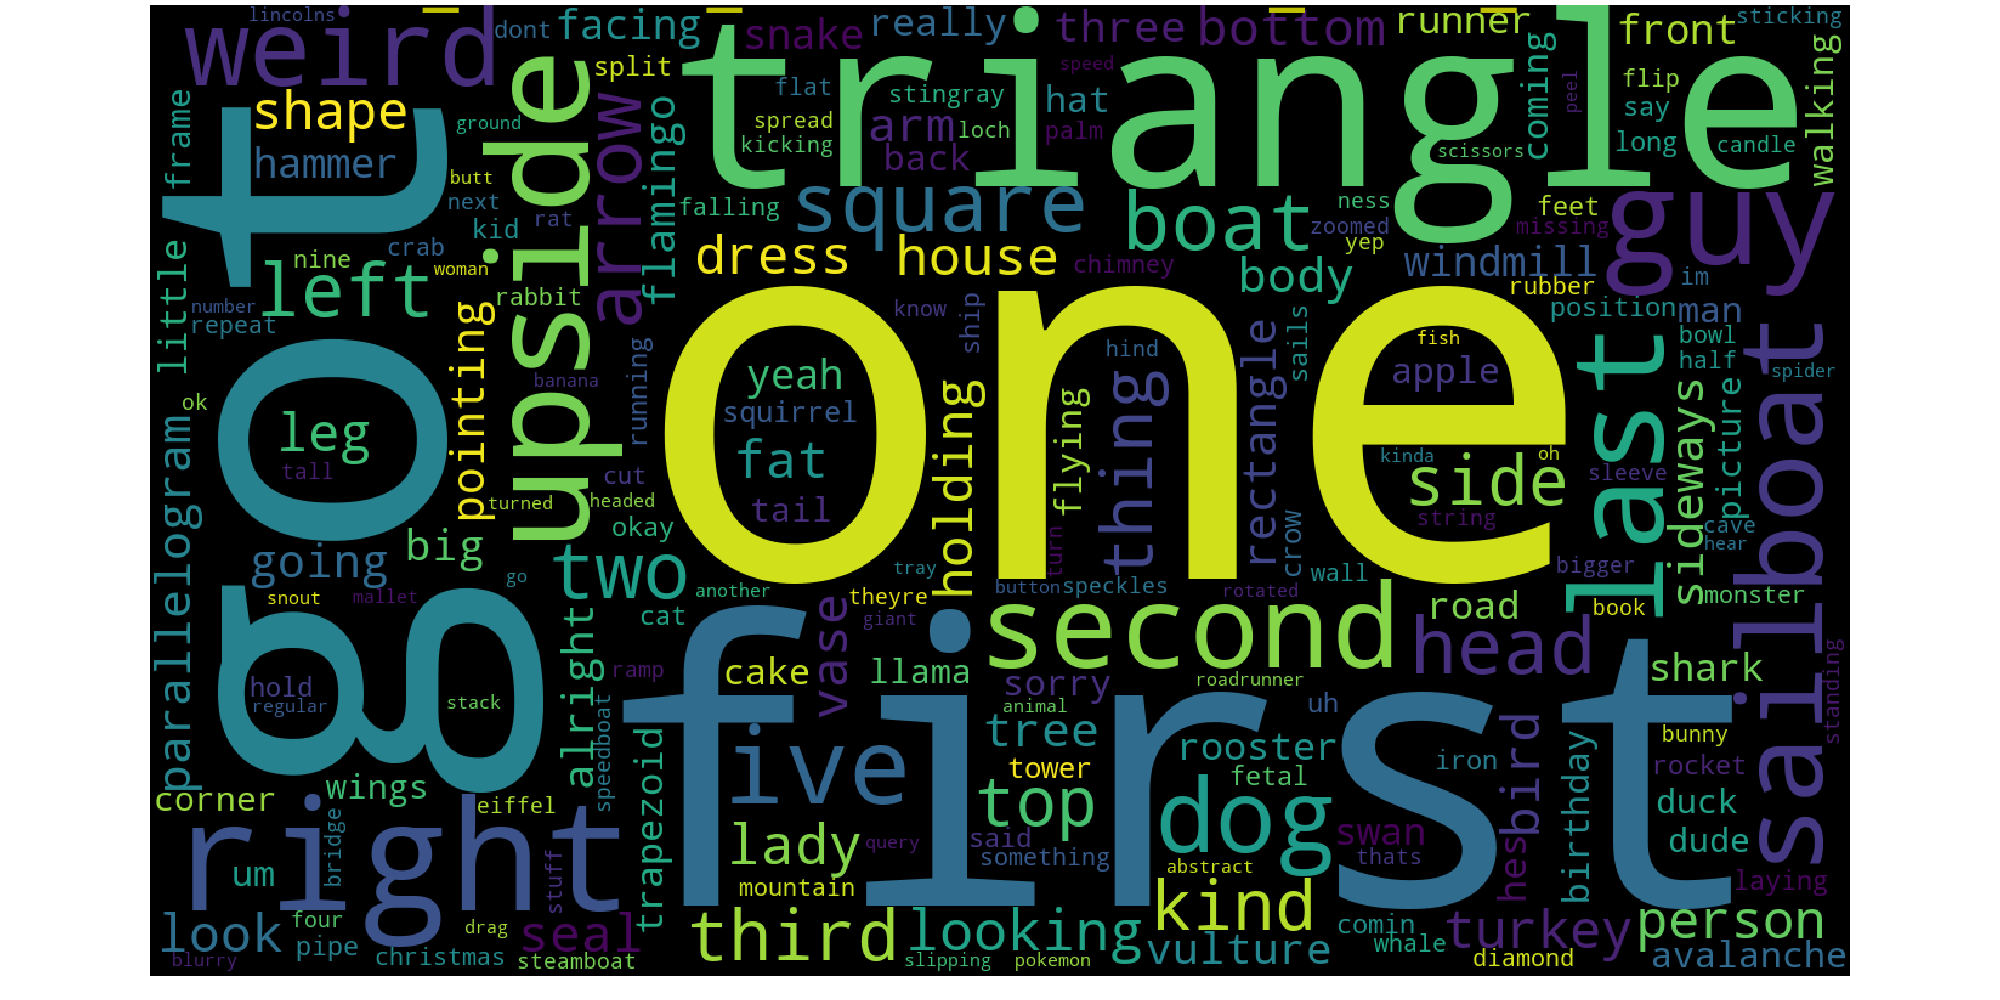 lincolns
weird
dont
facing
snake
really
three
bottom
runner
front
sticking
split
triangle
speed
peel
flip
frame
shape
upside
arrow
flat
stingray
hat
coming
say
walking
ground
flamingo
spread
arm
loch
palm
long
candle
hammer
kicking
back
scissors
got
butt
next
rat
falling
square
boat
ness
zoomed
feet
missing
guy
little
crab
kid
yep
nine
woman
dress
house
chimney
body
windmill
im
left
rabbit
rubber
number
repeat
pointing
know
ship
position
man
sails
last
sailboat
running
one
yeah
hind
fish
bowl
ok
leg
banana
squirrel
holding
thing
rectangle
apple
half
spider
parallelogram
tall
fat
flying
kinda
oh
sideways
picture
cut
headed
turned
tail
side
sleeve
string
big
okay
crow
cave
hear
going
two
tray
turn
wall
bigger
go
another
button
speckles
rotated
snout
mallet
cat
theyre
second
road
book
monster
giant
head
alright
vase
first
standing
hold
ramp
cake
llama
sorry
roadrunner
shark
regular
stack
animal
uh
trapezoid
speedboat
five
tree
rooster
iron
hesbird
birthday
bunny
wings
tower
fetal
rocket
corner
eiffel
top
dog
duck
right
bridge
lady
query
said
swan
dude
um
something
abstract
thats
stuff
mountain
kind
laying
look
four
drag
seal
third
looking
vulture
comin
turkey
person
pipe
whale
blurry
christmas
steamboat
slipping
pokemon
diamond
avalanche